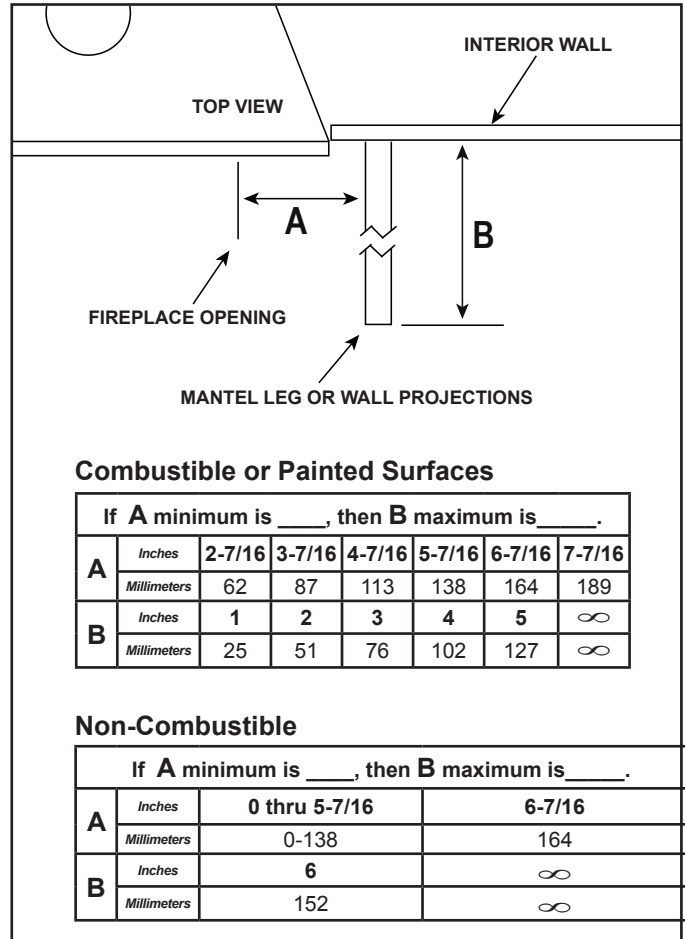 INTERIOR WALL
TOP VIEW
A
B
FIREPLACE OPENING
MANTEL LEG OR WALL PROJECTIONS
Combustible or Painted Surfaces
If A minimum is ____, then B maximum is_____.
A Inches 2-7/16 3-7/16 4-7/16 5-7/16 6-7/16 7-7/16
Millimeters 62 87 113 138 164 189
B Inches 1 2 3 4 5 ∞
Millimeters 25 51 76 102 127 ∞
Non-Combustible
If A minimum is ____, then B maximum is_____.
A Inches 0 thru 5-7/16 6-7/16
Millimeters 0-138 164
B Inches 6 ∞
Millimeters 152 ∞